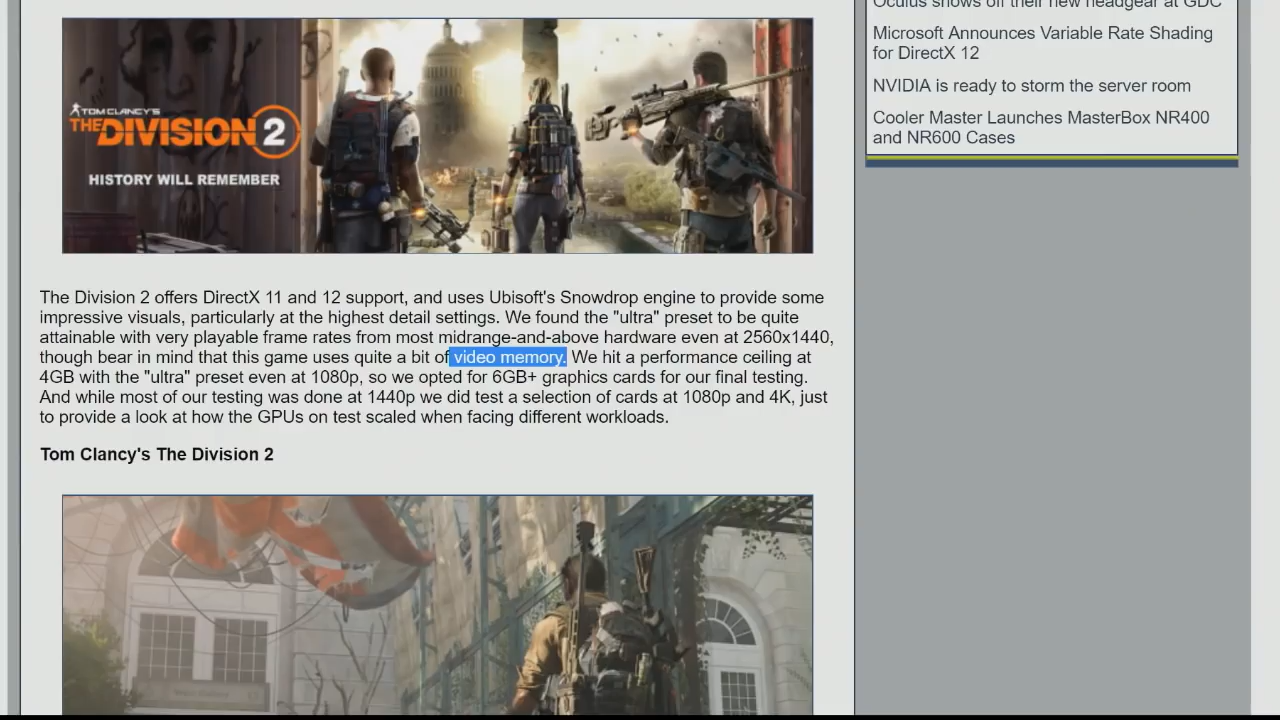 TOM CLANCY'S
THE DIVISION 2
HISTORY WILL REMEMBER
The Division 2 offers DirectX 11 and 12 support, and uses Ubisoft's Snowdrop engine to provide some
impressive visuals, particularly at the highest detail settings. We found the "ultra" preset to be quite
attainable with very playable frame rates from most midrange-and-above hardware even at 2560x1440,
though bear in mind that this game uses quite a bit of video memory. We hit a performance ceiling at
4GB with the "ultra" preset even at 1080p, so we opted for 6GB+ graphics cards for our final testing.
And while most of our testing was done at 1440p we did test a selection of cards at 1080p and 4K, just
to provide a look at how the GPUs on test scaled when facing different workloads.
Tom Clancy's The Division 2
Oculus shows off their new headgear at GDC
Microsoft Announces Variable Rate Shading
for DirectX 12
NVIDIA is ready to storm the server room
Cooler Master Launches MasterBox NR400
and NR600 Cases